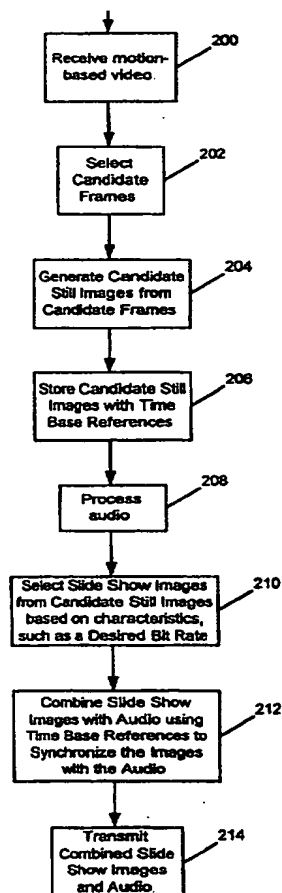 Receive motion-
based video
200
Select
Candidate
Frames
202
Generate Candidate
Still Images from
Candidate Frames
204
Store Candidate Still
Images with Time
Base References
206
Process
audio
208
Select Slide Show Images
from Candidate Still Images
based on characteristics,
such as a Desired Bit Rate
210
Combine Slide Show
Images with Audio using
Time Base References to
Synchronize the Images
with the Audio
212
Transmit
Combined Slide
Show Images
and Audio
214